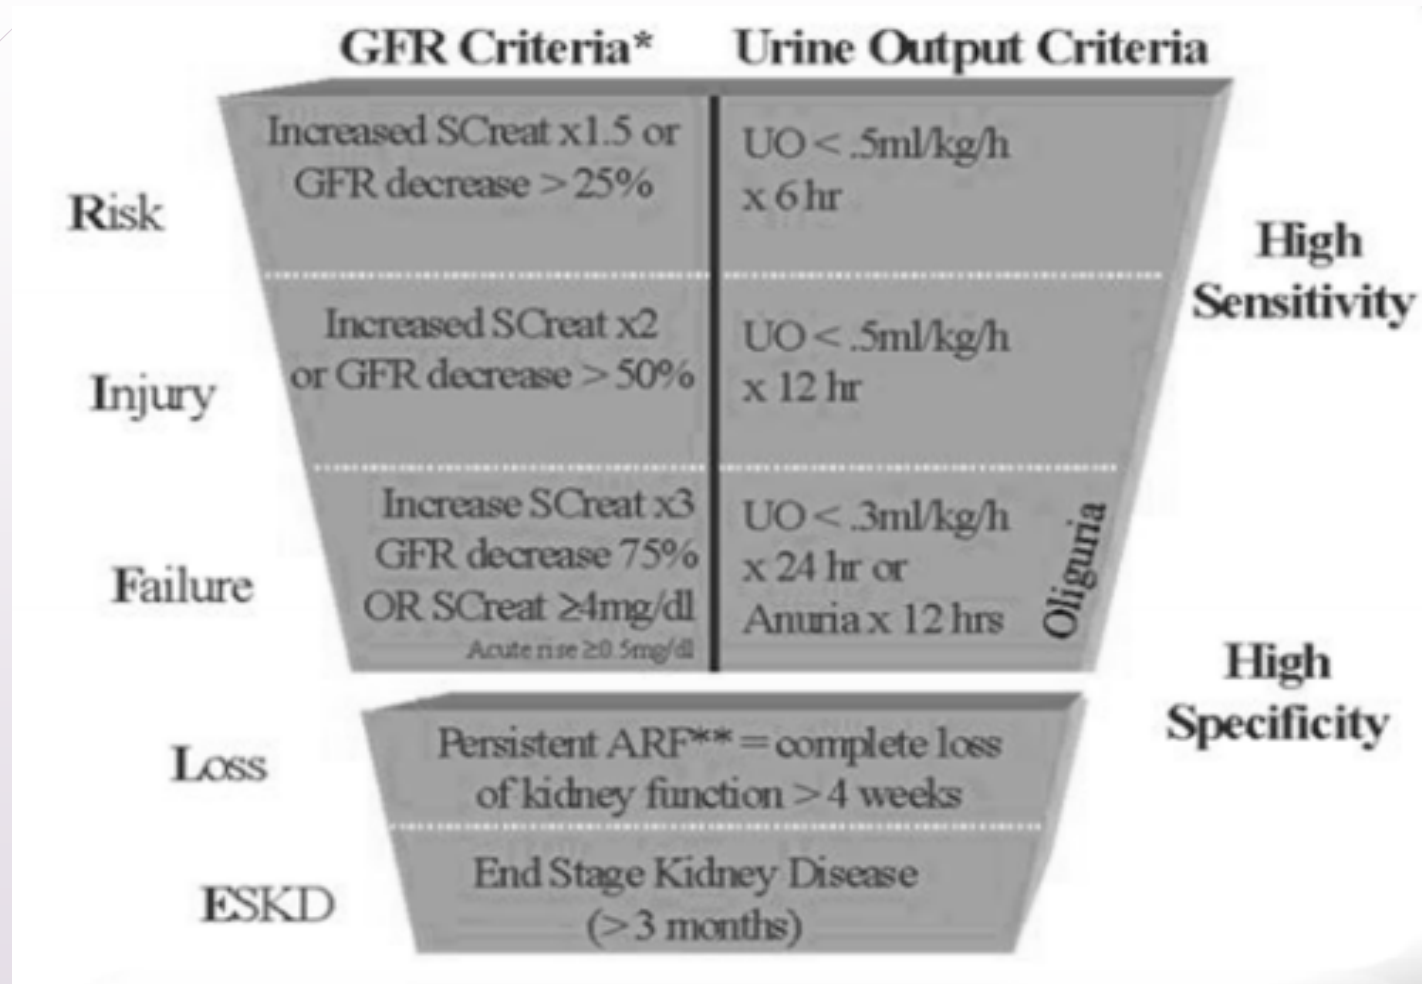 GFR Criteria*
Urine Output Criteria
Risk
Increased SCreat x1.5 or
GFR decrease > 25%
UO < .5ml/kg/h
x 6 hr
High
Sensitivity
Injury
Increased SCreat x2
or GFR decrease > 50%
UO < .5ml/kg/h
x 12 hr
Failure
Increase SCreat x3
GFR decrease 75%
OR SCreat ≥4mg/dl
Acute rise ≥0.5mg/dl
UO < .3ml/kg/h
x 24 hr or
Anuria x 12 hrs
Oliguria
High
Specificity
Loss
Persistent ARF** = complete loss
of kidney function > 4 weeks
ESKD
End Stage Kidney Disease
(> 3 months)